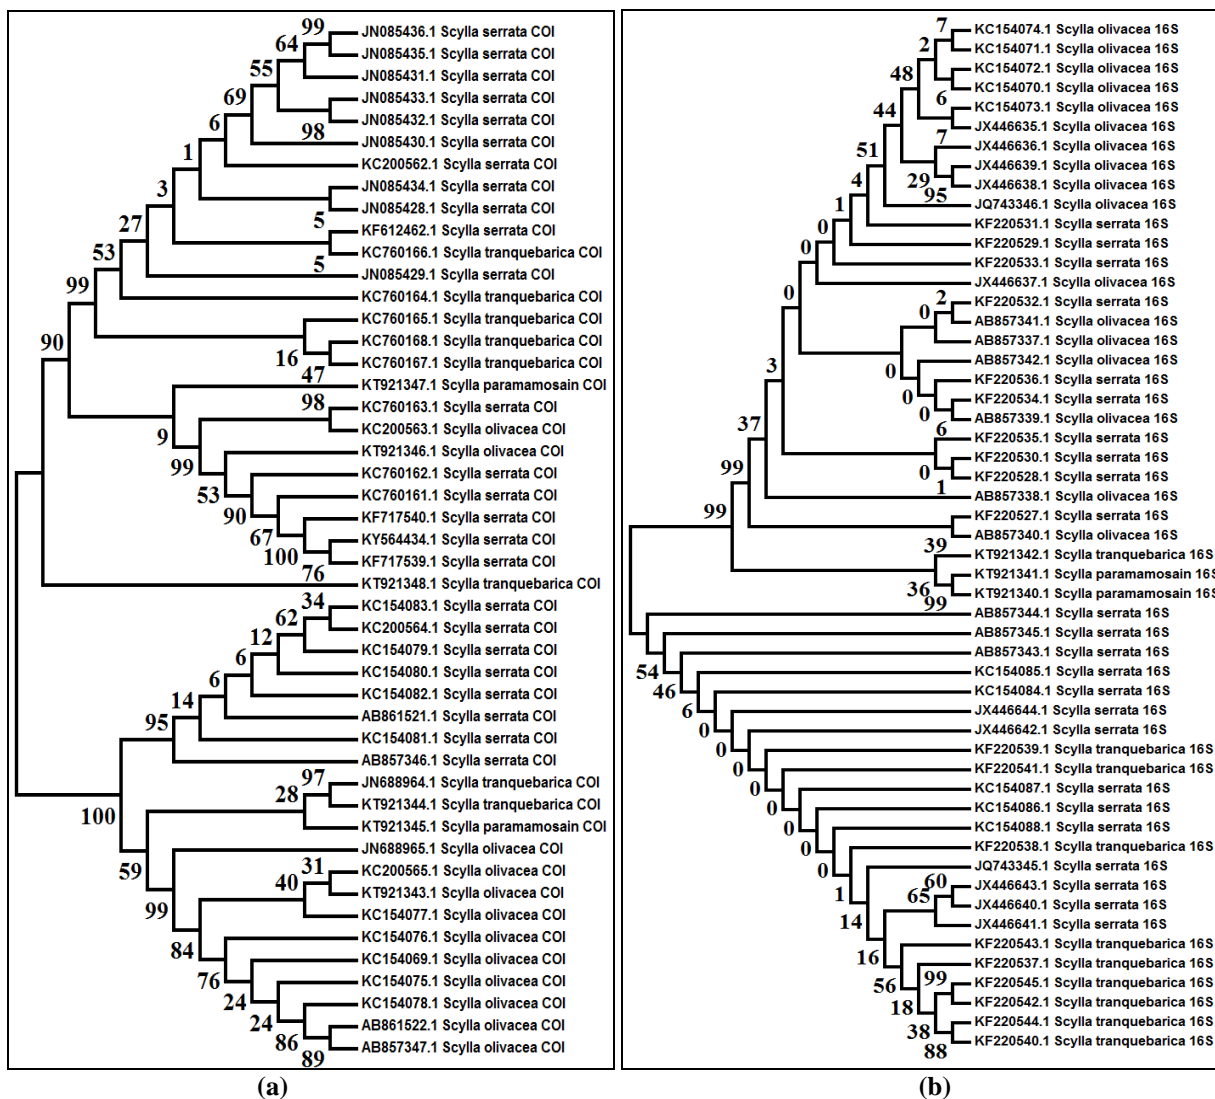 JN085436.1 Scylla serrata COI
JN085435.1 Scylla serrata COI
JN085431.1 Scylla serrata COI
JN085433.1 Scylla serrata COI
JN085432.1 Scylla serrata COI
JN085430.1 Scylla serrata COI
KC200562.1 Scylla serrata COI
JN085434.1 Scylla serrata COI
JN085428.1 Scylla serrata COI
KF612462.1 Scylla serrata COI
KC760166.1 Scylla tranquebarica COI
JN085429.1 Scylla serrata COI
KC760164.1 Scylla tranquebarica COI
KC760165.1 Scylla tranquebarica COI
KC760168.1 Scylla tranquebarica COI
KC760167.1 Scylla tranquebarica COI
KT921347.1 Scylla paramamosain COI
KC760163.1 Scylla serrata COI
KC200563.1 Scylla olivacea COI
KT921346.1 Scylla olivacea COI
KC760162.1 Scylla serrata COI
KC760161.1 Scylla serrata COI
KF717540.1 Scylla serrata COI
KY564434.1 Scylla serrata COI
KF717539.1 Scylla serrata COI
KT921348.1 Scylla tranquebarica COI
KC154083.1 Scylla serrata COI
KC200564.1 Scylla serrata COI
KC154079.1 Scylla serrata COI
KC154080.1 Scylla serrata COI
KC154082.1 Scylla serrata COI
AB861521.1 Scylla serrata COI
KC154081.1 Scylla serrata COI
AB857346.1 Scylla serrata COI
JN688964.1 Scylla tranquebarica COI
KT921344.1 Scylla tranquebarica COI
KT921345.1 Scylla paramamosain COI
JN688965.1 Scylla olivacea COI
KC200565.1 Scylla olivacea COI
KT921343.1 Scylla olivacea COI
KC154077.1 Scylla olivacea COI
KC154076.1 Scylla olivacea COI
KC154069.1 Scylla olivacea COI
KC154075.1 Scylla olivacea COI
KC154078.1 Scylla olivacea COI
AB861522.1 Scylla olivacea COI
AB857347.1 Scylla olivacea COI
99
64
55
69
98
6
1
3
5
27
5
53
99
90
16
47
98
9
99
53
90
67
100
76
34
62
12
6
6
14
95
97
28
100
59
31
40
99
84
76
24
24
86
89
(a)
KC154074.1 Scylla olivacea 16S
KC154071.1 Scylla olivacea 16S
KC154072.1 Scylla olivacea 16S
KC154070.1 Scylla olivacea 16S
KC154073.1 Scylla olivacea 16S
JX446635.1 Scylla olivacea 16S
JX446636.1 Scylla olivacea 16S
JX446639.1 Scylla olivacea 16S
JX446638.1 Scylla olivacea 16S
JQ743346.1 Scylla olivacea 16S
KF220531.1 Scylla serrata 16S
KF220529.1 Scylla serrata 16S
KF220533.1 Scylla serrata 16S
JX446637.1 Scylla olivacea 16S
KF220532.1 Scylla serrata 16S
AB857341.1 Scylla olivacea 16S
AB857337.1 Scylla olivacea 16S
AB857342.1 Scylla olivacea 16S
KF220536.1 Scylla serrata 16S
KF220534.1 Scylla serrata 16S
AB857339.1 Scylla olivacea 16S
KF220535.1 Scylla serrata 16S
KF220530.1 Scylla serrata 16S
KF220528.1 Scylla serrata 16S
AB857338.1 Scylla olivacea 16S
KF220527.1 Scylla serrata 16S
AB857340.1 Scylla olivacea 16S
KT921342.1 Scylla tranquebarica 16S
KT921341.1 Scylla paramamosain 16S
KT921340.1 Scylla paramamosain 16S
AB857344.1 Scylla serrata 16S
AB857345.1 Scylla serrata 16S
AB857343.1 Scylla serrata 16S
KC154085.1 Scylla serrata 16S
KC154084.1 Scylla serrata 16S
JX446644.1 Scylla serrata 16S
JX446642.1 Scylla serrata 16S
KF220539.1 Scylla tranquebarica 16S
KF220541.1 Scylla tranquebarica 16S
KC154087.1 Scylla serrata 16S
KC154086.1 Scylla serrata 16S
KC154088.1 Scylla serrata 16S
KF220538.1 Scylla tranquebarica 16S
JQ743345.1 Scylla serrata 16S
JX446643.1 Scylla serrata 16S
JX446640.1 Scylla serrata 16S
JX446641.1 Scylla serrata 16S
KF220543.1 Scylla tranquebarica 16S
KF220537.1 Scylla tranquebarica 16S
KF220545.1 Scylla tranquebarica 16S
KF220542.1 Scylla tranquebarica 16S
KF220544.1 Scylla tranquebarica 16S
KF220540.1 Scylla tranquebarica 16S
7
2
48
6
44
7
51
29
95
4
1
0
0
0
2
0
0
0
0
3
37
6
0
1
99
99
39
36
99
54
46
6
0
0
0
0
0
0
0
1
14
60
65
16
56
99
18
38
88
(b)